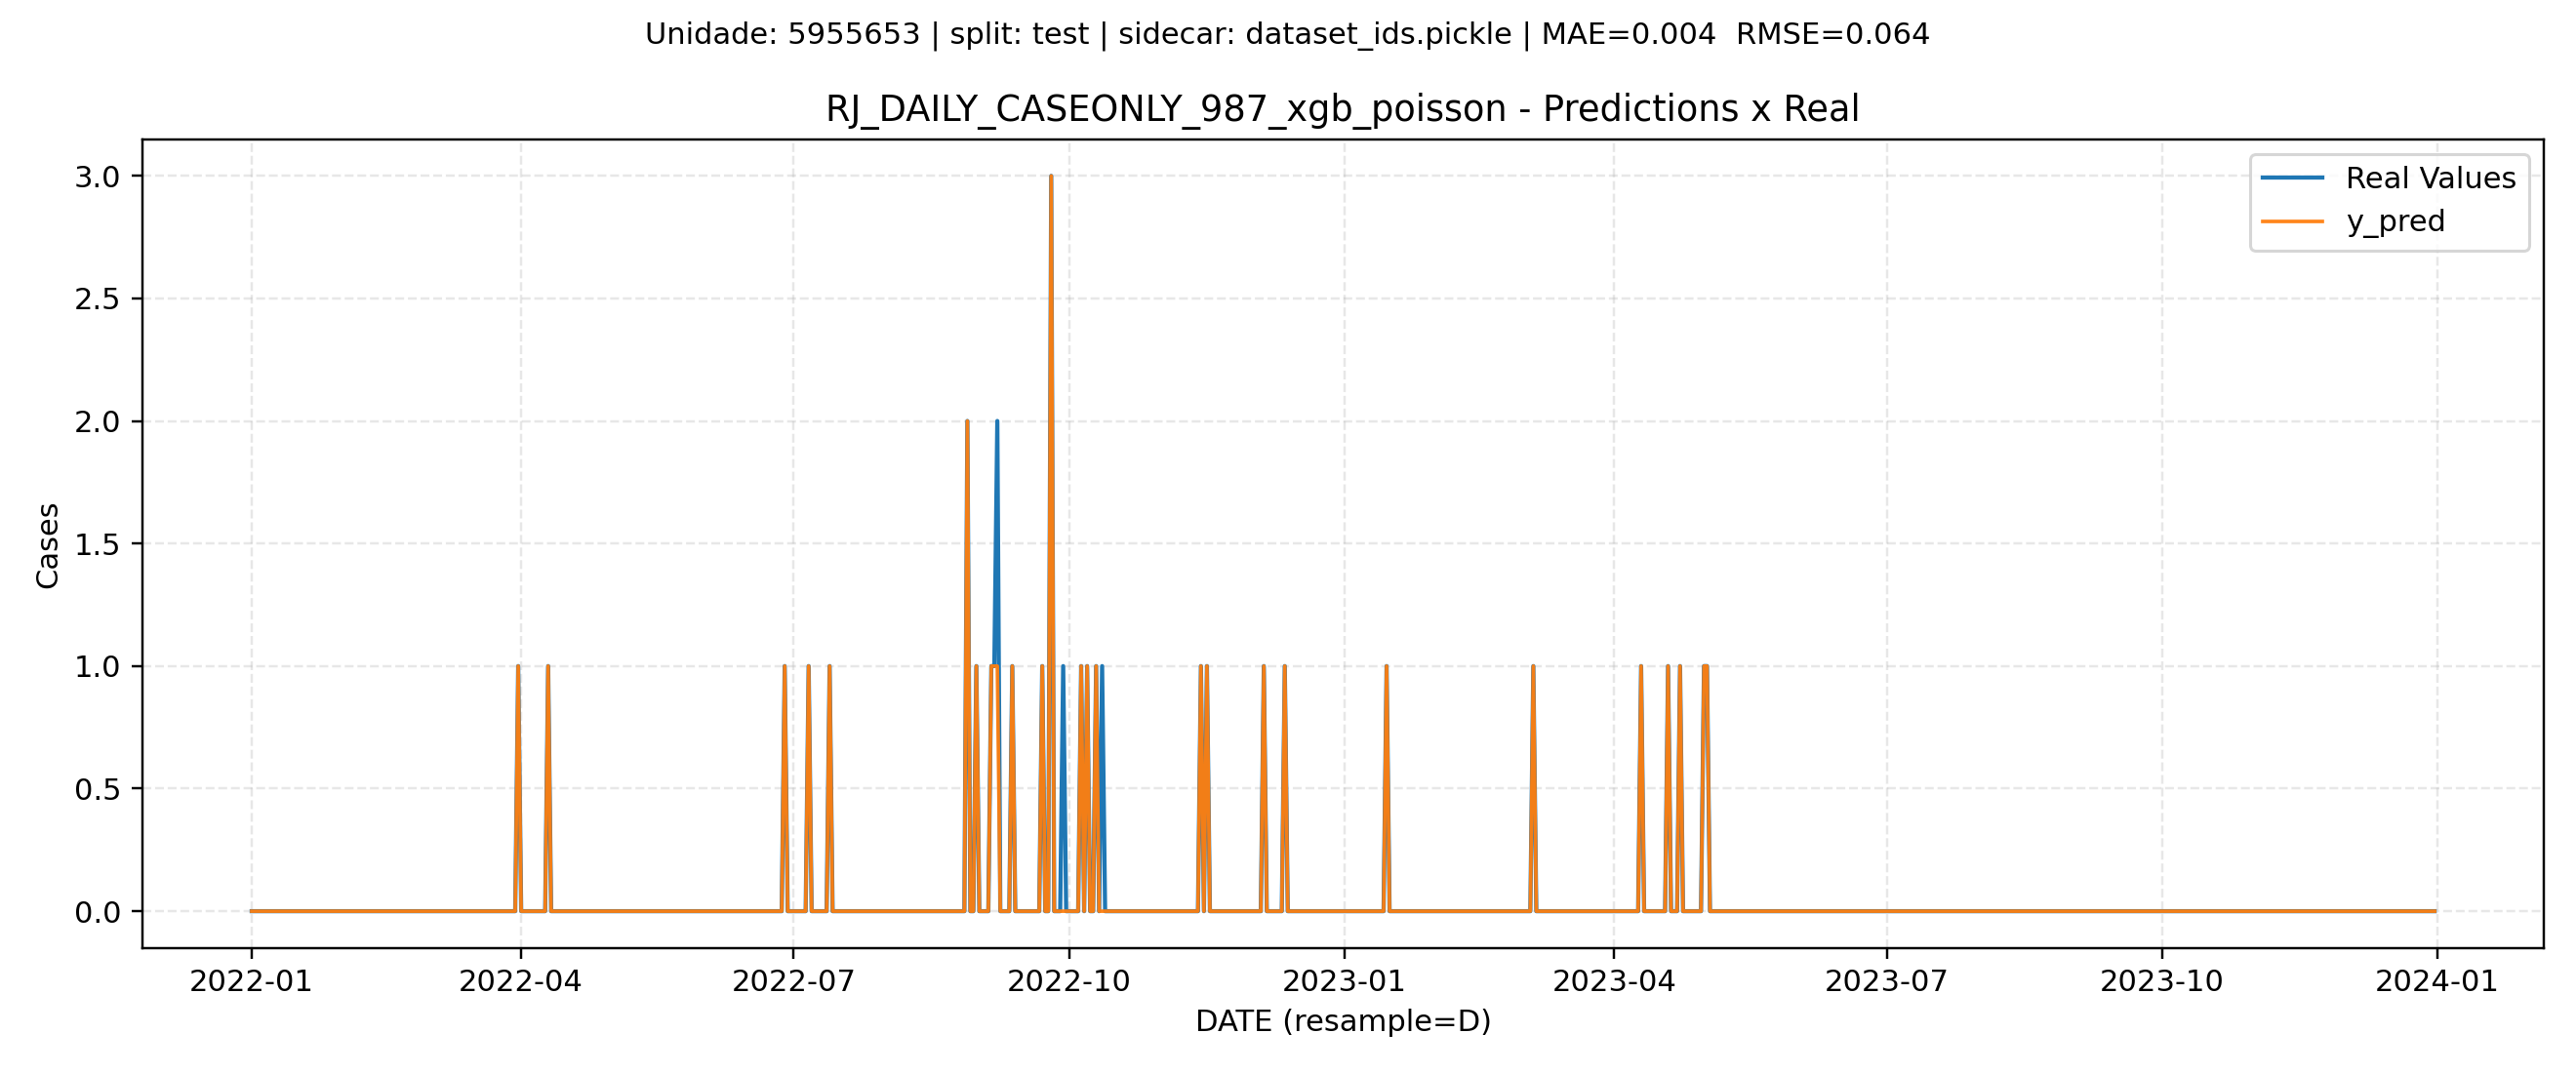 Unidade: 5955653 | split: test | sidecar: dataset_ids.pickle | MAE=0.004  RMSE=0.064
RJ_DAILY_CASEONLY_987_xgb_poisson - Predictions x Real
Real Values
y_pred
3.0
2.5
2.0
1.5
1.0
0.5
0.0
Cases
2022-01
2022-04
2022-07
2022-10
2023-01
2023-04
2023-07
2023-10
2024-01
DATE (resample=D)